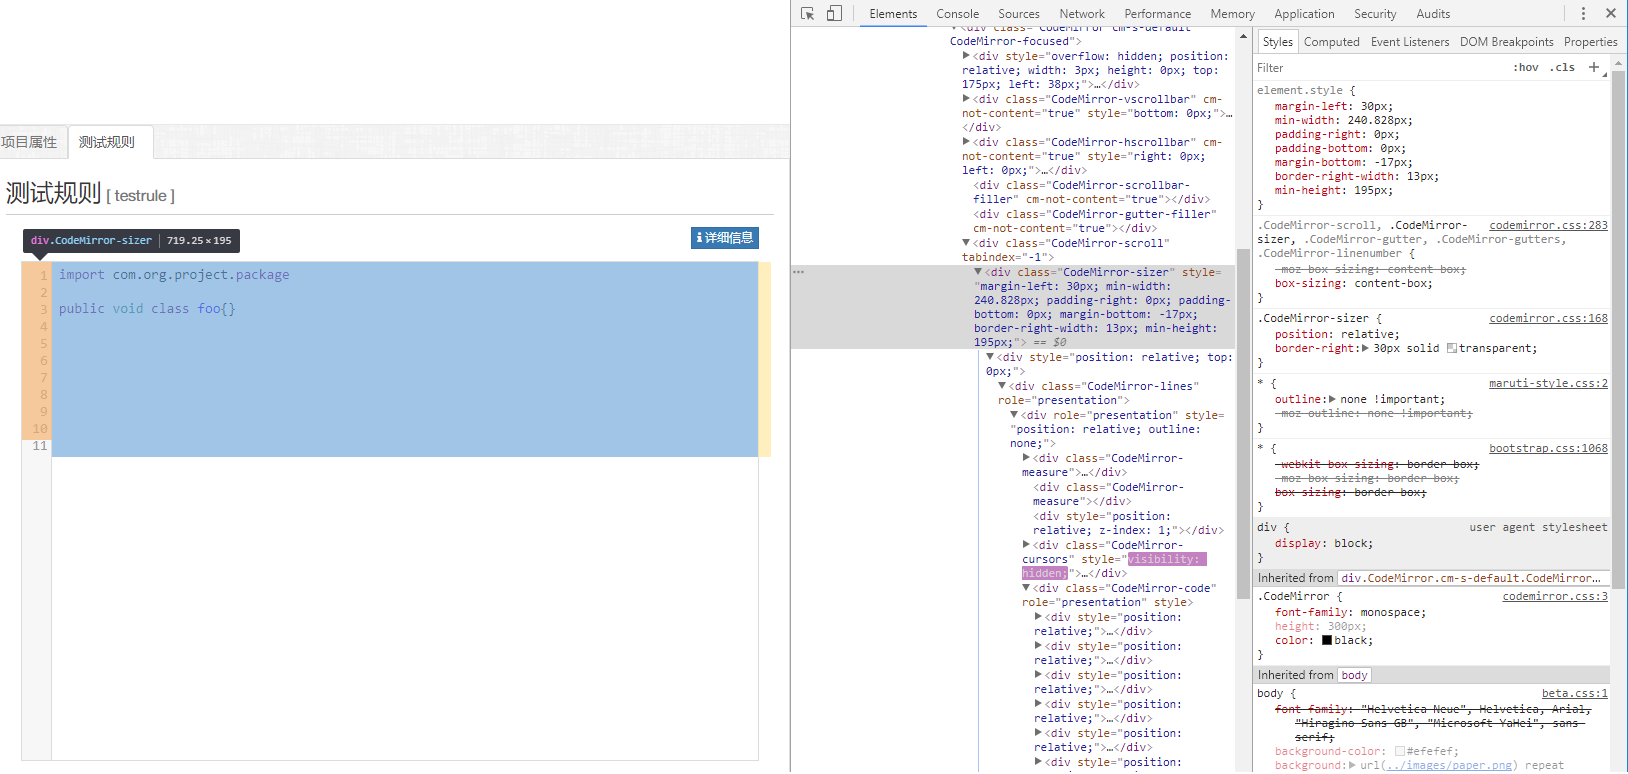 项目属性
测试规则
测试规则 [ testrule ]
div.CodeMirror-sizer | 719.25 × 195
详细信息
1 import com.org.project.package
2
3 public void class foo{}
4
5
6
7
8
9
10
11
Elements Console Sources Network Performance Memory Application Security Audits
<div class="CodeMirror cm-s-default
CodeMirror-focused">
<div style="overflow: hidden; position:
relative; width: 3px; height: 0px; top:
175px; left: 38px;">…</div>
<div class="CodeMirror-vscrollbar" cm-
not-content="true" style="bottom: 0px;">…
</div>
<div class="CodeMirror-hscrollbar" cm-
not-content="true" style="right: 0px;
left: 0px;">…</div>
<div class="CodeMirror-scrollbar-
filler" cm-not-content="true"></div>
<div class="CodeMirror-gutter-filler"
cm-not-content="true"></div>
<div class="CodeMirror-scroll"
tabindex="-1">
<div class="CodeMirror-sizer" style=
"margin-left: 30px; min-width:
240.828px; padding-right: 0px; padding-
bottom: 0px; margin-bottom: -17px;
border-right-width: 13px; min-height:
195px;"> == $0
<div style="position: relative; top:
0px;">
<div class="CodeMirror-lines"
role="presentation">
<div role="presentation" style=
"position: relative; outline:
none;">
<div class="CodeMirror-
measure">…</div>
<div class="CodeMirror-
measure"></div>
<div style="position:
relative; z-index: 1;"></div>
<div class="CodeMirror-
cursors" style="visibility:
hidden;">…</div>
<div class="CodeMirror-code"
role="presentation" style>
<div style="position:
relative;">…</div>
<div style="position:
relative;">…</div>
<div style="position:
relative;">…</div>
<div style="position:
relative;">…</div>
<div style="position:
relative;">…</div>
<div style="position:
Styles Computed Event Listeners DOM Breakpoints Properties
Filter :hov .cls +
element.style {
margin-left: 30px;
min-width: 240.828px;
padding-right: 0px;
padding-bottom: 0px;
margin-bottom: -17px;
border-right-width: 13px;
min-height: 195px;
}
.CodeMirror-scroll, .CodeMirror- codemirror.css:283
sizer, .CodeMirror-gutter, .CodeMirror-gutters,
.CodeMirror-linenumber {
-moz-box-sizing: content-box;
box-sizing: content-box;
}
.CodeMirror-sizer { codemirror.css:168
position: relative;
border-right: 30px solid transparent;
}
* { maruti-style.css:2
outline: none !important;
-moz-outline: none !important;
}
* { bootstrap.css:1068
-webkit-box-sizing: border-box;
-moz-box-sizing: border-box;
box-sizing: border-box;
}
div { user agent stylesheet
display: block;
}
Inherited from div.CodeMirror.cm-s-default.CodeMirror…
.CodeMirror { codemirror.css:3
font-family: monospace;
height: 300px;
color: black;
}
Inherited from body
body { beta.css:1
font-family: "Helvetica Neue", Helvetica, Arial,
"Hiragino Sans GB", "Microsoft YaHei", sans-
serif;
background-color: #efefef;
background: url(../images/paper.png) repeat